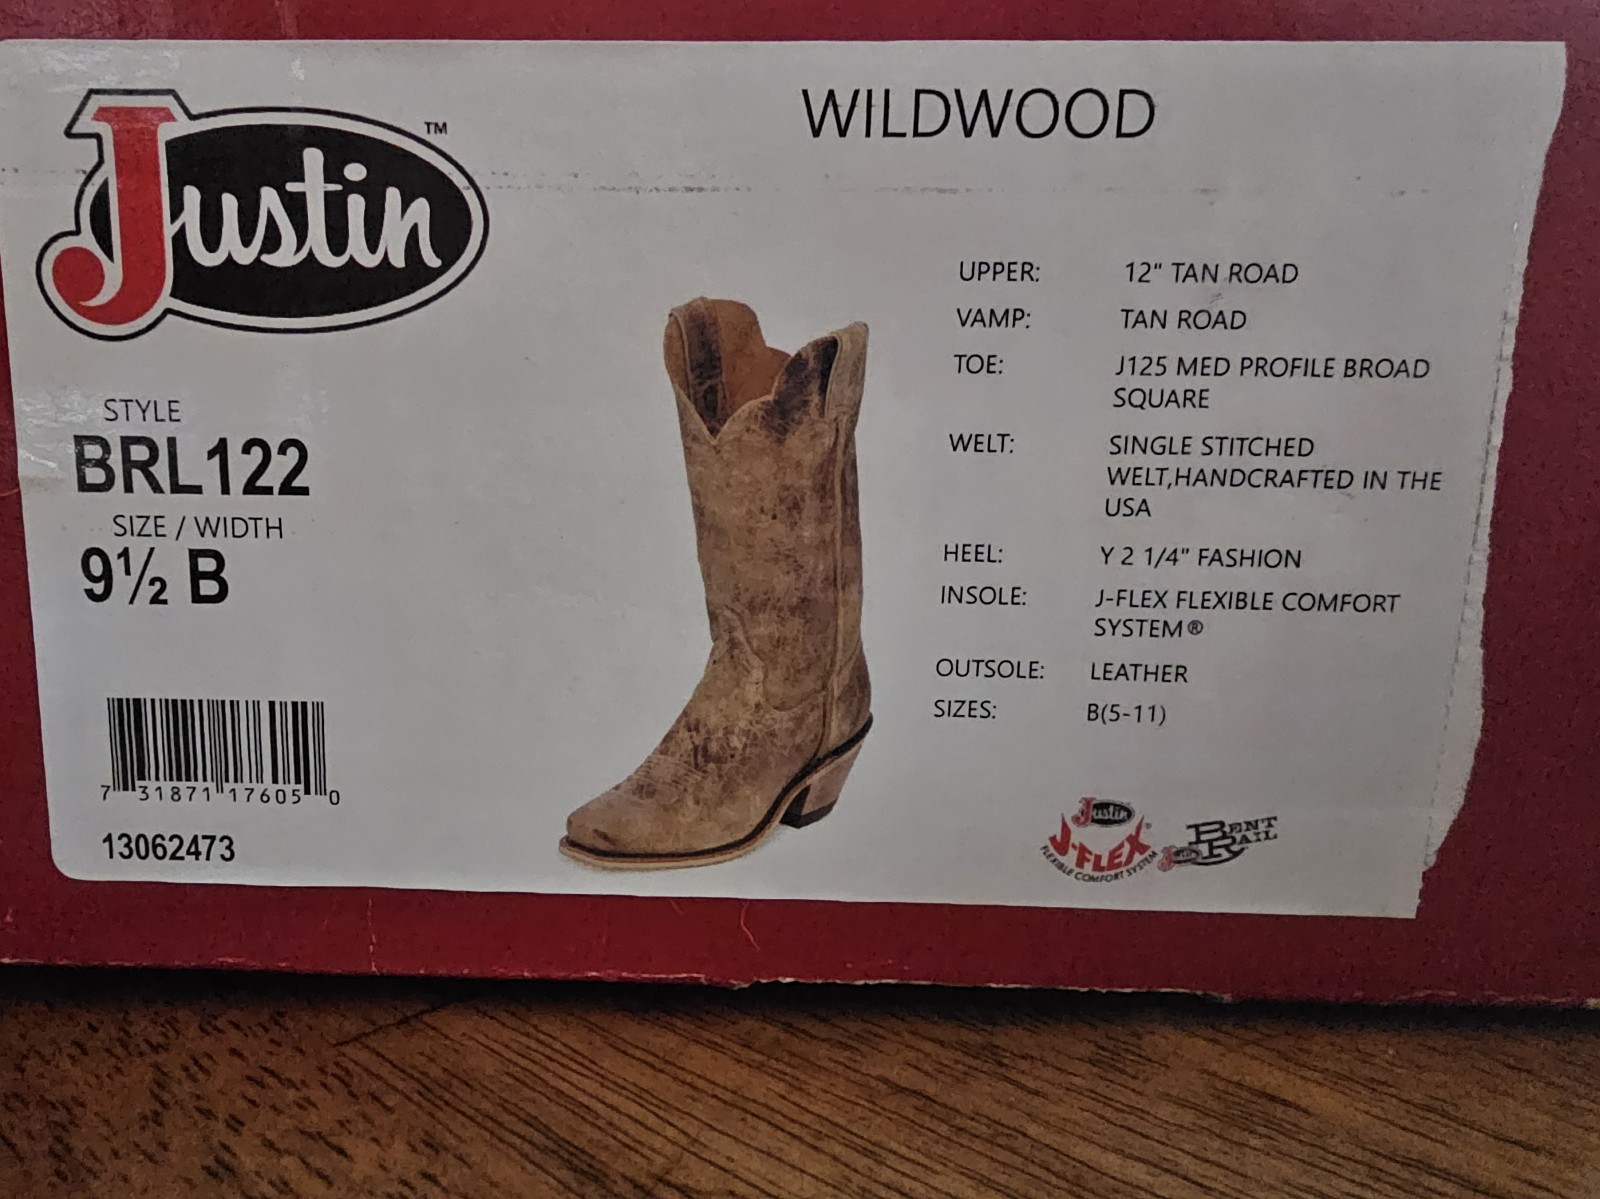 Justin™
WILDWOOD
STYLE
BRL122
SIZE / WIDTH
9½ B
7 31871 17605 0
13062473
UPPER: 12" TAN ROAD
VAMP: TAN ROAD
TOE: J125 MED PROFILE BROAD
SQUARE
WELT: SINGLE STITCHED
WELT,HANDCRAFTED IN THE
USA
HEEL: Y 2 1/4" FASHION
INSOLE: J-FLEX FLEXIBLE COMFORT
SYSTEM®
OUTSOLE: LEATHER
SIZES: B(5-11)
Justin
J-FLEX®
FLEXIBLE COMFORT SYSTEM
Justin
BENT
RAIL